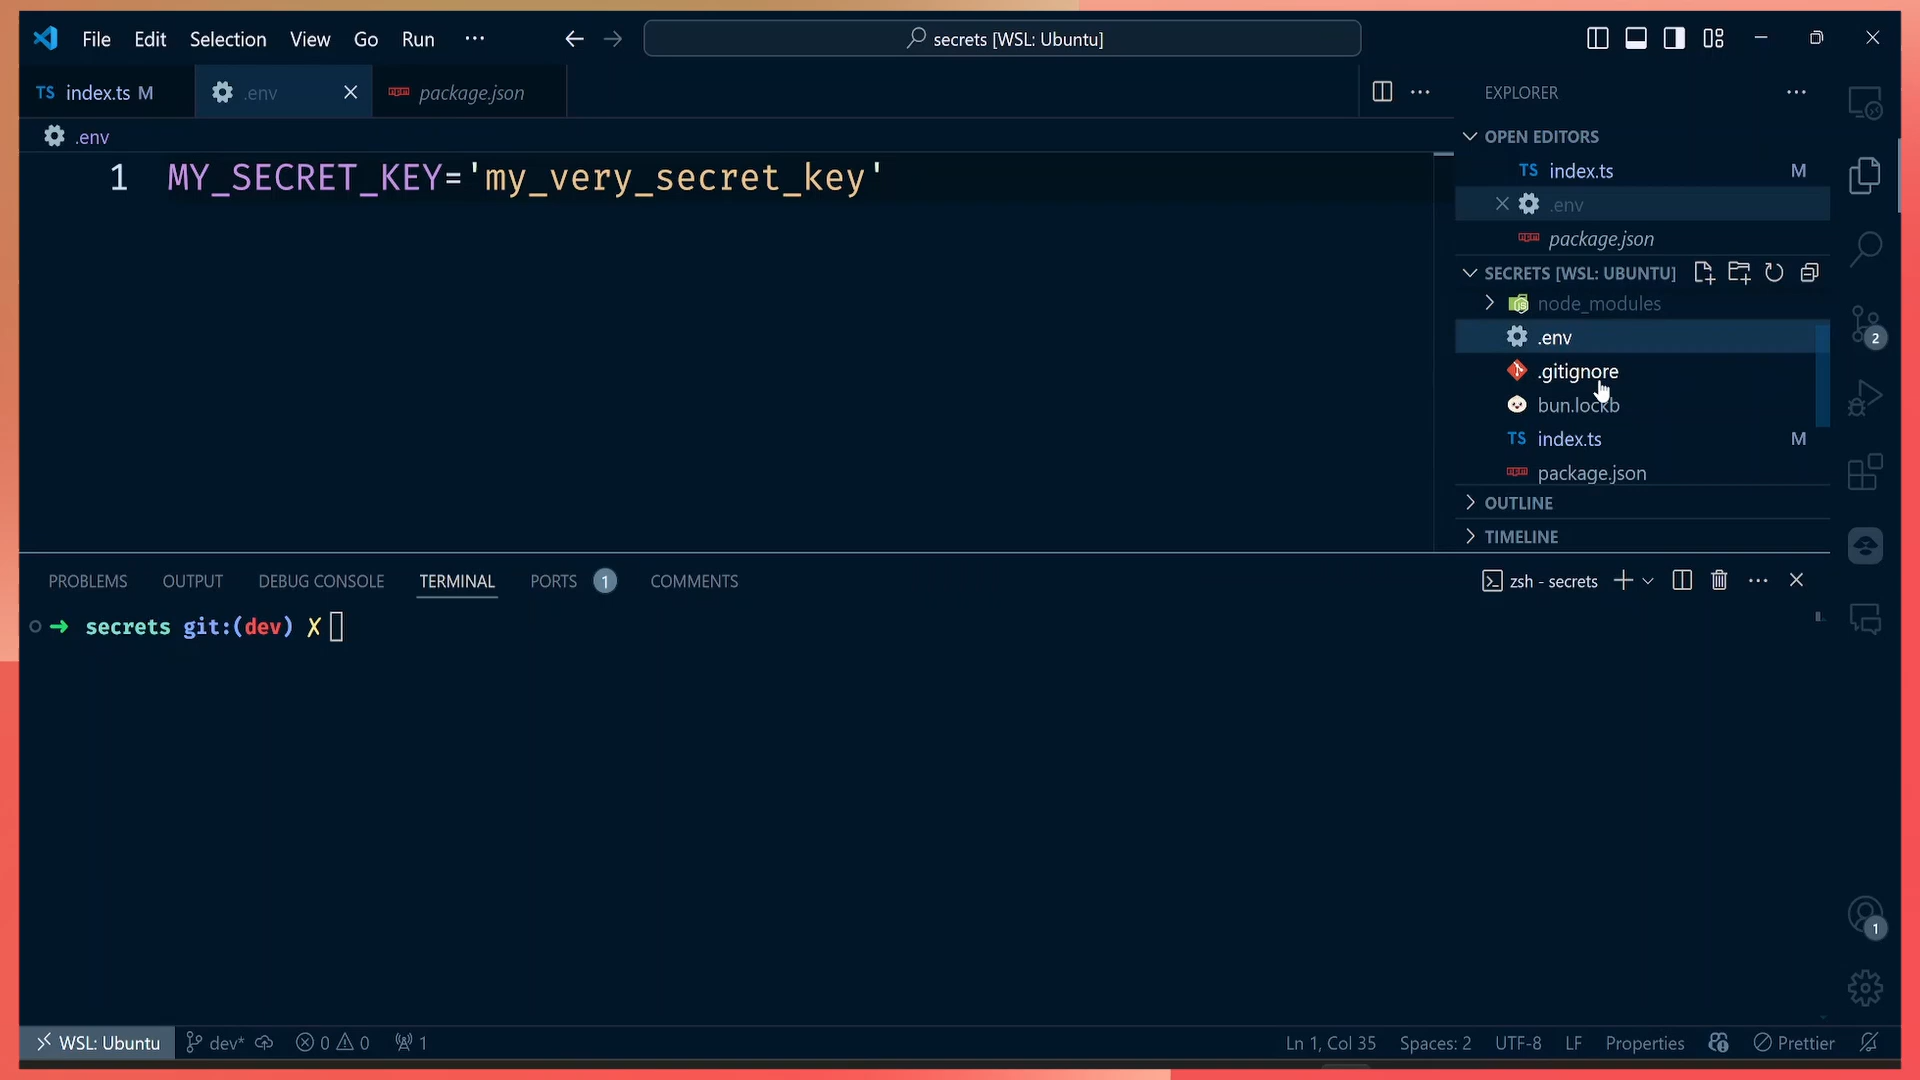 File Edit Selection View Go Run ··· secrets [WSL: Ubuntu]
TS index.ts M .env package.json
.env
1 MY_SECRET_KEY='my_very_secret_key'
EXPLORER
OPEN EDITORS
TS index.ts M
.env
package.json
SECRETS [WSL: UBUNTU]
node_modules
.env
.gitignore
bun.lockb
TS index.ts M
package.json
OUTLINE
TIMELINE
2
1
PROBLEMS OUTPUT DEBUG CONSOLE TERMINAL PORTS 1 COMMENTS
zsh - secrets
➜ secrets git:(dev) ✗
WSL: Ubuntu dev* 0 0 1 Ln 1, Col 35 Spaces: 2 UTF-8 LF Properties Prettier